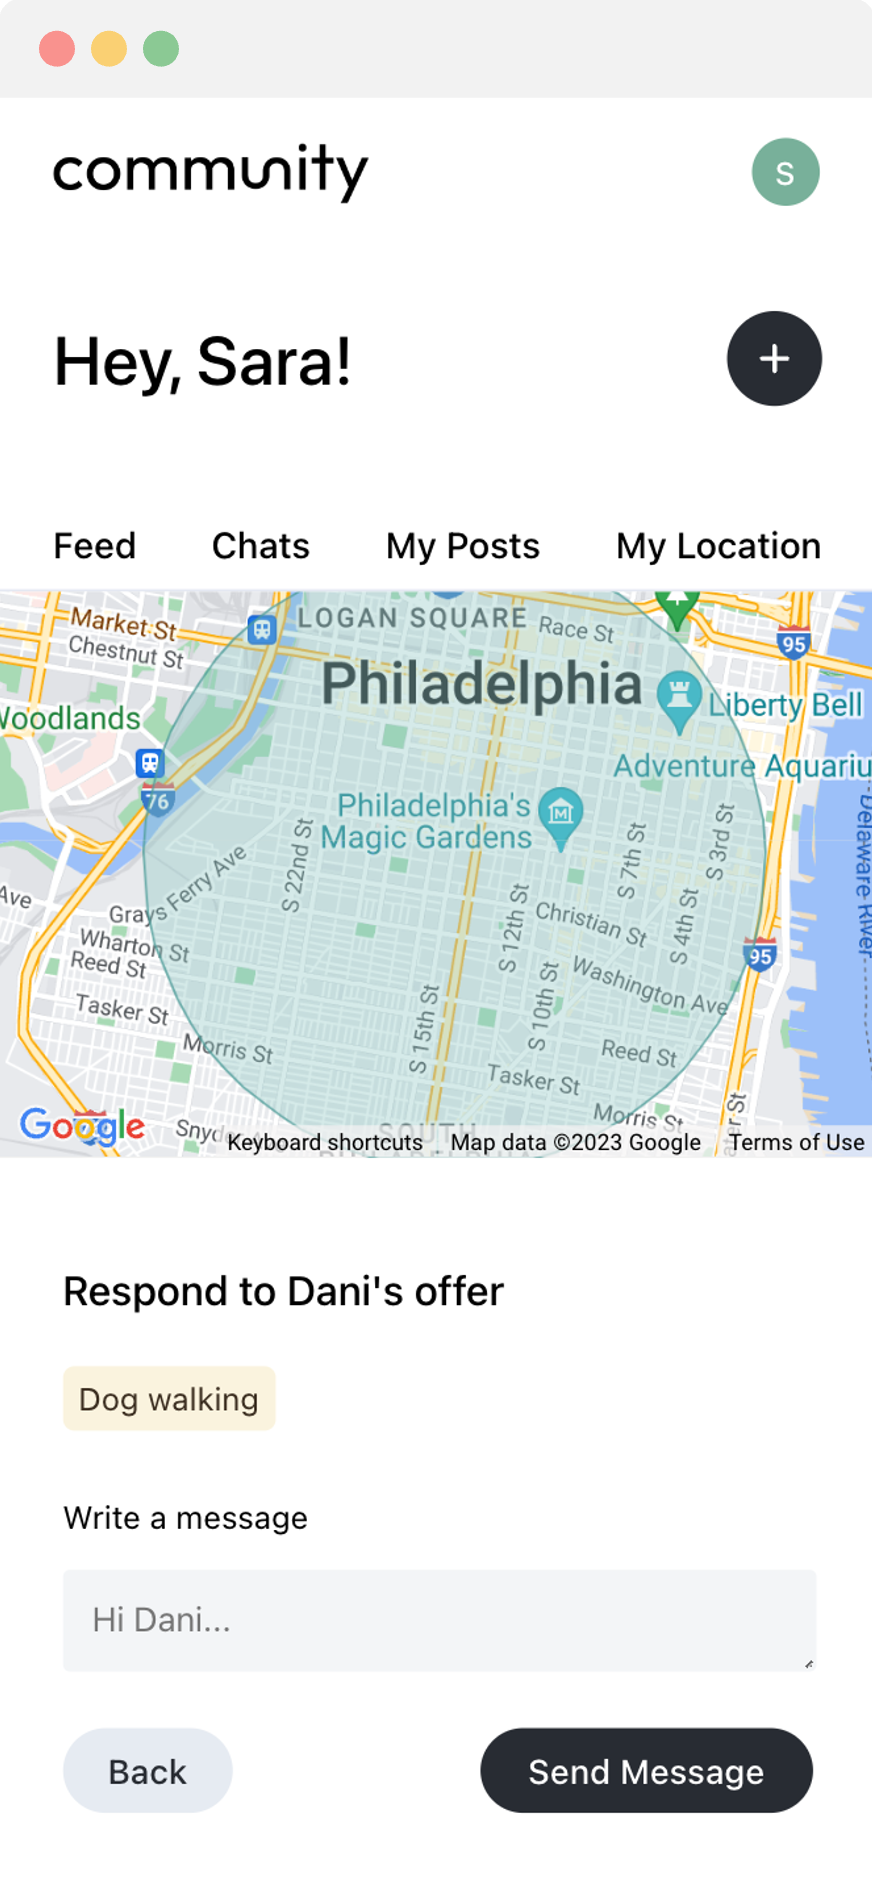 community
S
Hey, Sara!
+
Feed Chats My Posts My Location
Market St
Chestnut St
LOGAN SQUARE
Race St
95
Philadelphia
Liberty Bell
Woodlands
Adventure Aquariu
76
Philadelphia's
Magic Gardens
Delaware River
S 22nd St
S 7th St
S 3rd St
Ave
Grays Ferry Ave
S 12th St
Christian St
S 4th St
Wharton St
Reed St
95
Washington Ave
S 15th St
S 10th St
Tasker St
Morris St
Reed St
Tasker St
Morris St
Google
Snyd
SOUTH
PHILADELPHIA
ater St
Keyboard shortcuts Map data ©2023 Google Terms of Use
Respond to Dani's offer
Dog walking
Write a message
Hi Dani...
Back Send Message